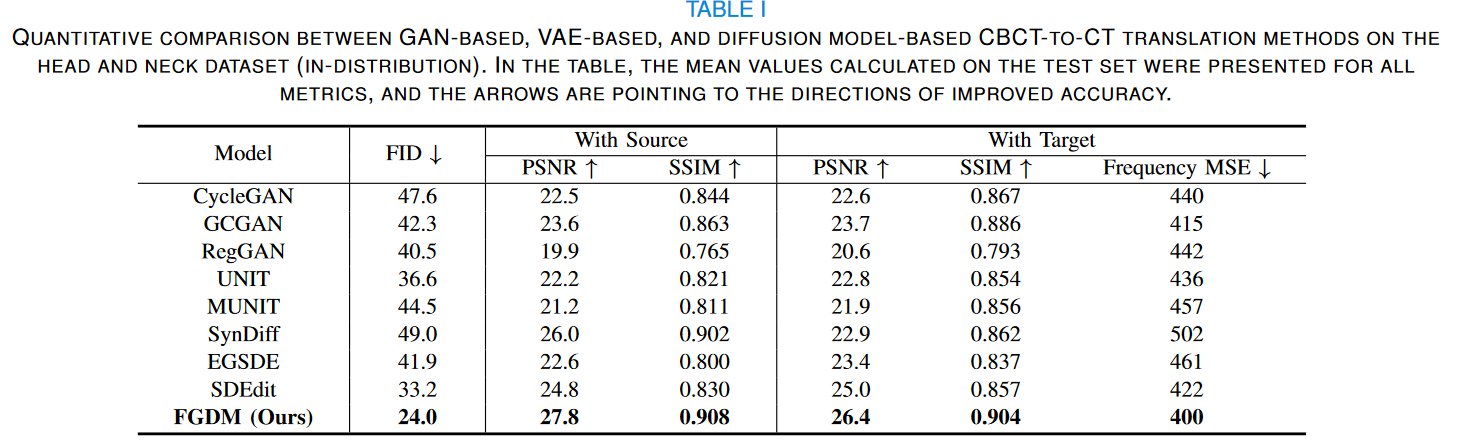 TABLE I
QUANTITATIVE COMPARISON BETWEEN GAN-BASED, VAE-BASED, AND DIFFUSION MODEL-BASED CBCT-TO-CT TRANSLATION METHODS ON THE
HEAD AND NECK DATASET (IN-DISTRIBUTION). IN THE TABLE, THE MEAN VALUES CALCULATED ON THE TEST SET WERE PRESENTED FOR ALL
METRICS, AND THE ARROWS ARE POINTING TO THE DIRECTIONS OF IMPROVED ACCURACY.
Model FID ↓ With Source With Target
PSNR ↑ SSIM ↑ PSNR ↑ SSIM ↑ Frequency MSE ↓
CycleGAN 47.6 22.5 0.844 22.6 0.867 440
GCGAN 42.3 23.6 0.863 23.7 0.886 415
RegGAN 40.5 19.9 0.765 20.6 0.793 442
UNIT 36.6 22.2 0.821 22.8 0.854 436
MUNIT 44.5 21.2 0.811 21.9 0.856 457
SynDiff 49.0 26.0 0.902 22.9 0.862 502
EGSDE 41.9 22.6 0.800 23.4 0.837 461
SDEdit 33.2 24.8 0.830 25.0 0.857 422
FGDM (Ours) 24.0 27.8 0.908 26.4 0.904 400